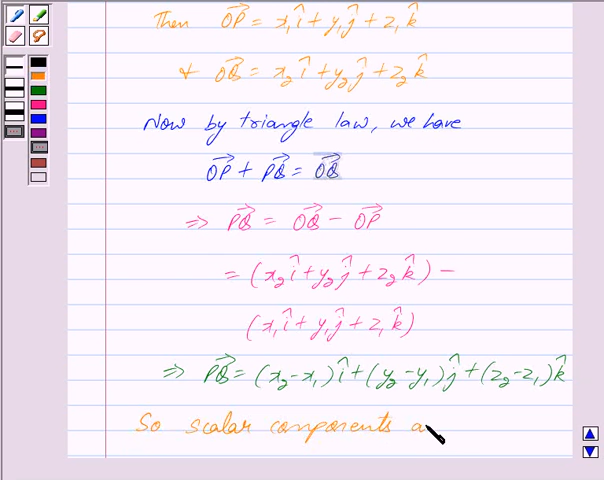 Then OP⃗ = x₁î + y₁ĵ + z₁k̂
& OQ⃗ = x₂î + y₂ĵ + z₂k̂
Now by triangle law, we have
OP⃗ + PQ⃗ = OQ⃗
⇒ PQ⃗ = OQ⃗ − OP⃗
= (x₂î + y₂ĵ + z₂k̂) −
(x₁î + y₁ĵ + z₁k̂)
⇒ PQ⃗ = (x₂−x₁)î + (y₂−y₁)ĵ + (z₂−z₁)k̂
So scalar components a